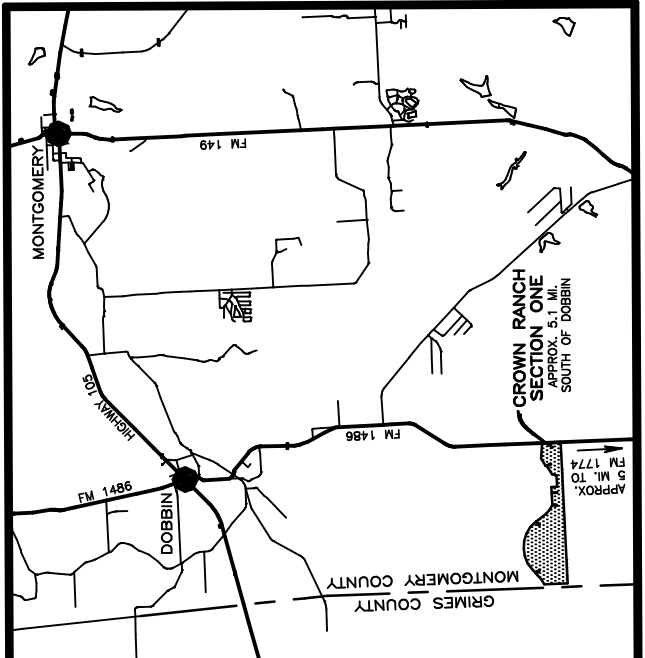 MONTGOMERY
FM 149
HIGHWAY 105
FM 1486
DOBBIN
FM 1486
CROWN RANCH
SECTION ONE
APPROX. 5.1 MI.
SOUTH OF DOBBIN
APPROX.
5 MI. TO
FM 1774
MONTGOMERY COUNTY
GRIMES COUNTY